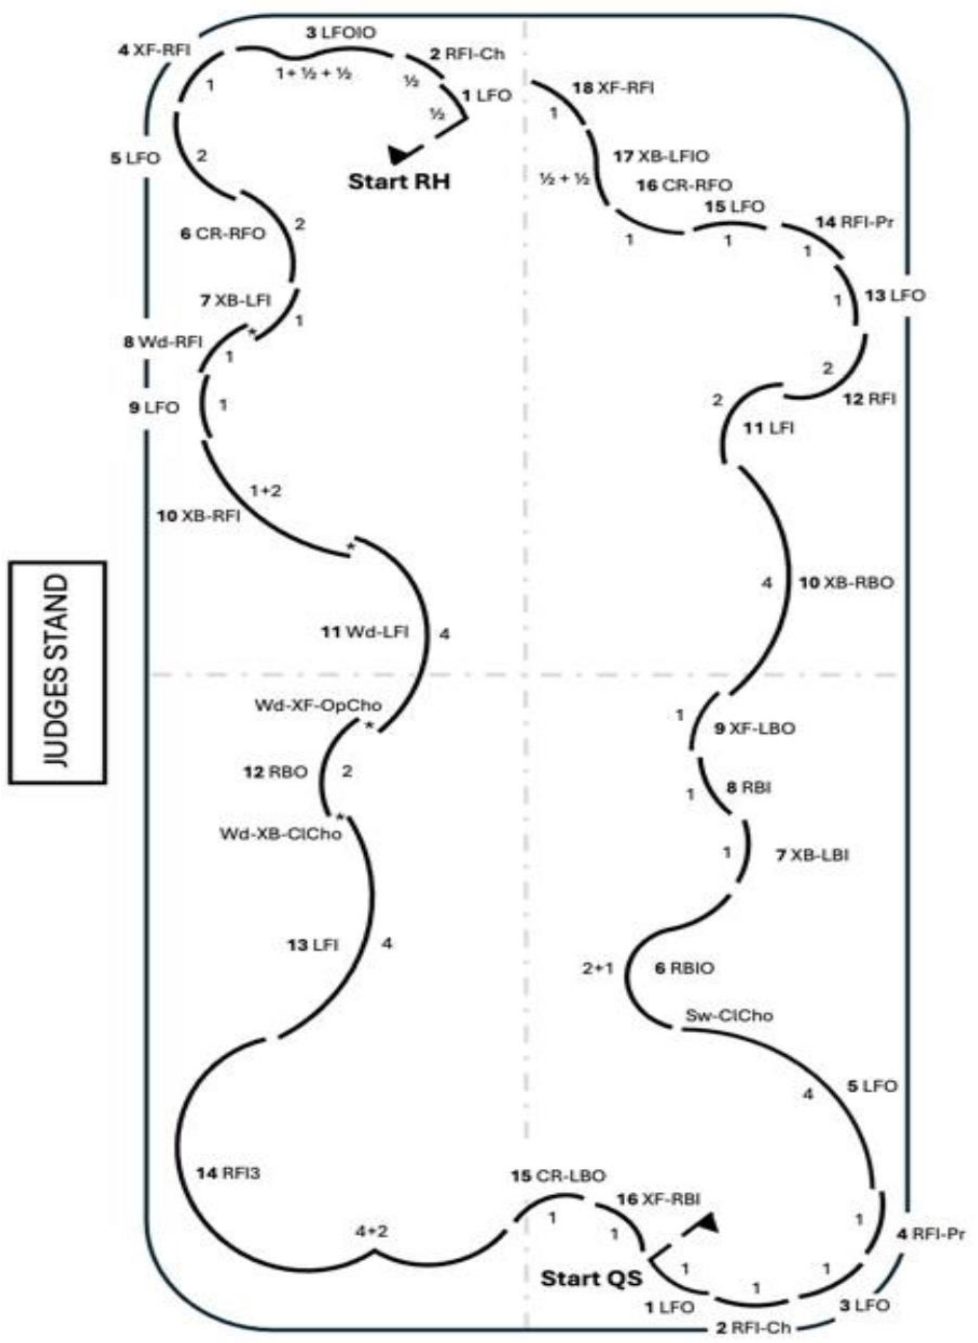 3 LFOIO
4 XF-RFI
2 RFI-Ch
1+ ½ + ½
½
1
1 LFO
½
5 LFO
2
Start RH
6 CR-RFO
2
7 XB-LFI
1
8 Wd-RFI
1
9 LFO
1
1+2
10 XB-RFI
11 Wd-LFI
4
JUDGES STAND
Wd-XF-OpCho
12 RBO
2
Wd-XB-ClCho
13 LFI
4
14 RFI3
4+2
15 CR-LBO
1
16 XF-RBI
1
Start QS
1
1 LFO
1
2 RFI-Ch
1
3 LFO
1
4 RFI-Pr
5 LFO
4
Sw-ClCho
6 RBIO
2+1
7 XB-LBI
1
8 RBI
1
9 XF-LBO
1
10 XB-RBO
4
11 LFI
2
12 RFI
2
13 LFO
1
14 RFI-Pr
1
15 LFO
1
16 CR-RFO
1
17 XB-LFIO
½ + ½
18 XF-RFI
1